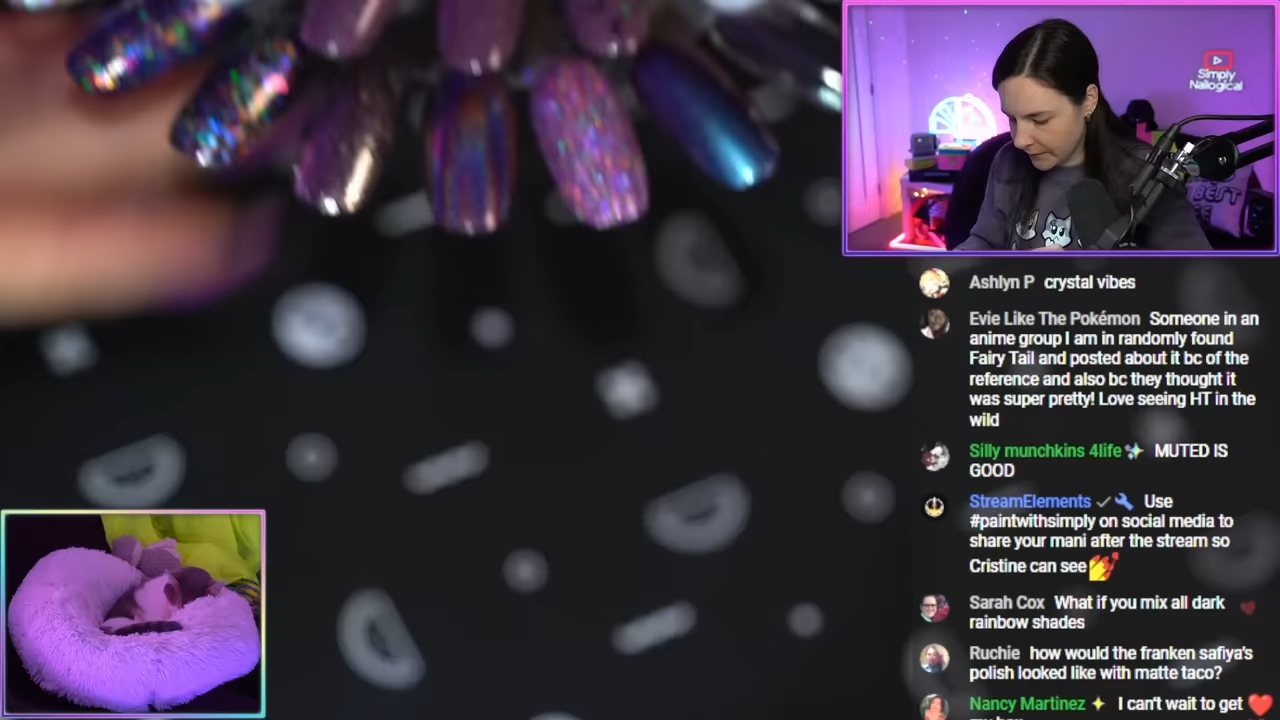 Simply
Nailogical
BEST
Ashlyn P crystal vibes
Evie Like The Pokémon Someone in an
anime group I am in randomly found
Fairy Tail and posted about it bc of the
reference and also bc they thought it
was super pretty! Love seeing HT in the
wild
Silly munchkins 4life MUTED IS
GOOD
StreamElements Use
#paintwithsimply on social media to
share your mani after the stream so
Cristine can see
Sarah Cox What if you mix all dark
rainbow shades
Ruchie how would the franken safiya's
polish looked like with matte taco?
Nancy Martinez I can't wait to get